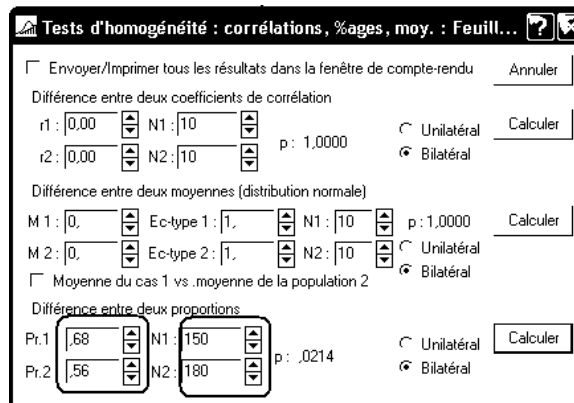 Tests d'homogénéité : corrélations, %ages, moy. : Feuill...
Envoyer/Imprimer tous les résultats dans la fenêtre de compte-rendu
Annuler
Différence entre deux coefficients de corrélation
r1 : 0,00 N1 : 10
p : 1,0000
Unilatéral
Calculer
r2 : 0,00 N2 : 10
Bilatéral
Différence entre deux moyennes (distribution normale)
M 1 : 0, Ec-type 1 : 1, N1 : 10 p : 1,0000
Calculer
M 2 : 0, Ec-type 2 : 1, N2 : 10
Unilatéral
Bilatéral
Moyenne du cas 1 vs .moyenne de la population 2
Différence entre deux proportions
Pr.1 ,68 N1 : 150
p : ,0214
Unilatéral
Calculer
Pr.2 ,56 N2 : 180
Bilatéral